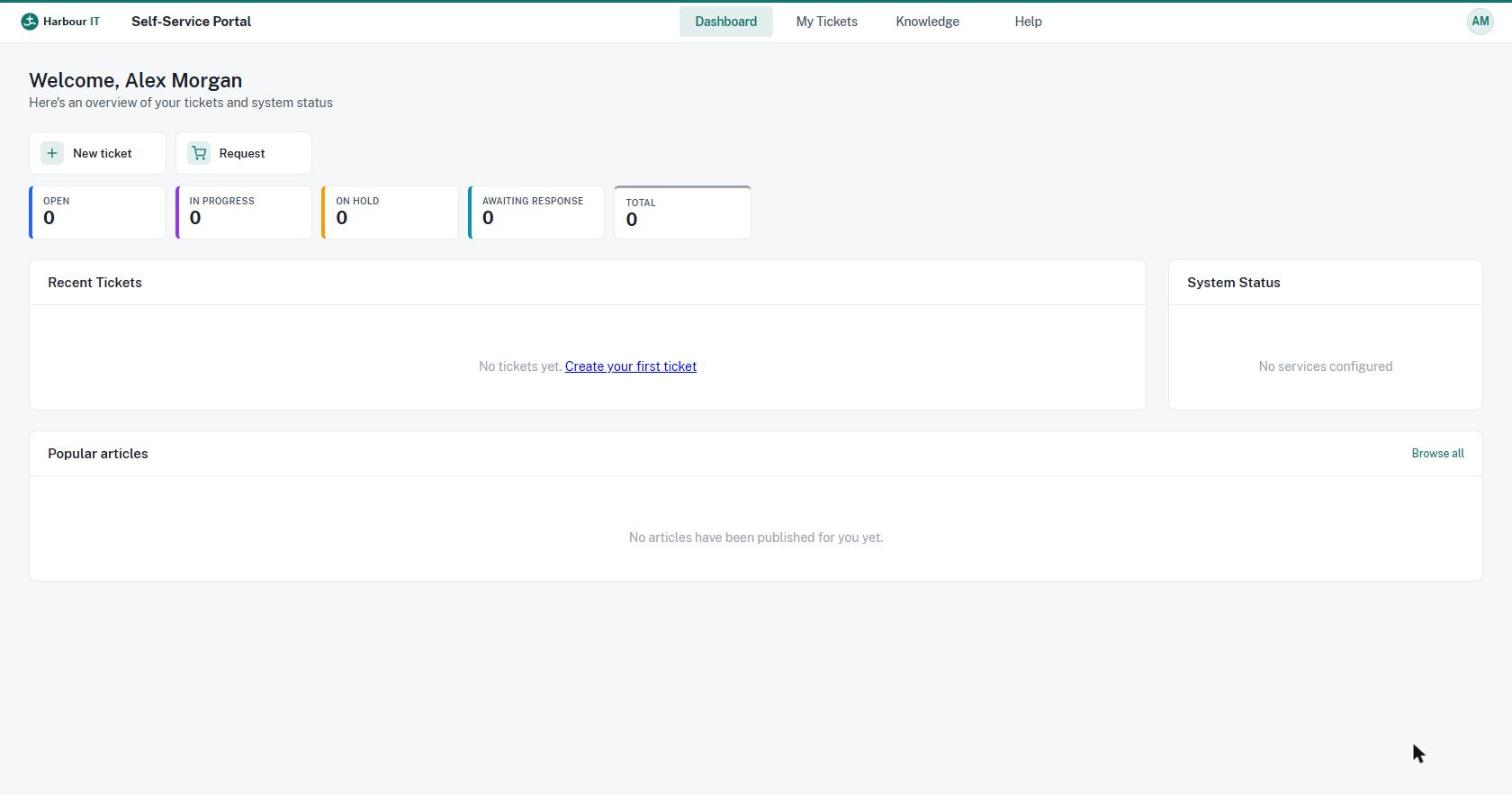 Harbour IT
Self-Service Portal
Dashboard
My Tickets
Knowledge
Help
AM
Welcome, Alex Morgan
Here's an overview of your tickets and system status
New ticket
Request
OPEN
0
IN PROGRESS
0
ON HOLD
0
AWAITING RESPONSE
0
TOTAL
0
Recent Tickets
No tickets yet. Create your first ticket
System Status
No services configured
Popular articles
Browse all
No articles have been published for you yet.